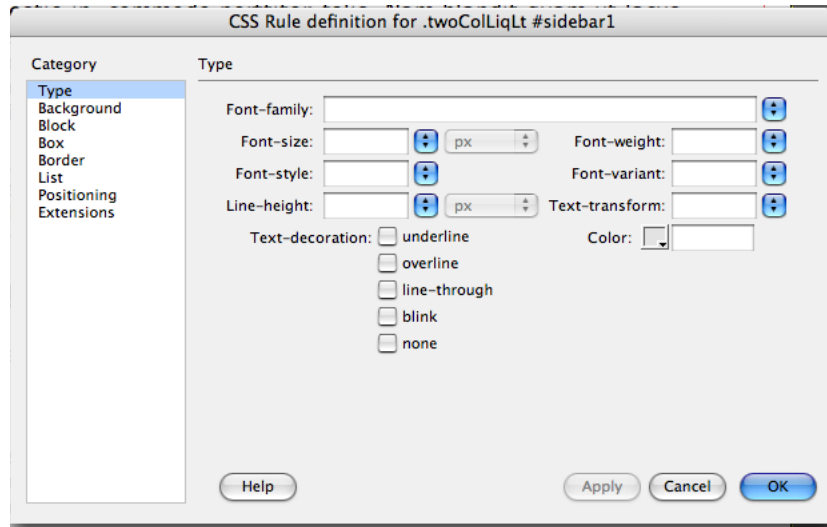 CSS Rule definition for .twoColLiqLt #sidebar1
Category
Type
Background
Block
Box
Border
List
Positioning
Extensions
Type
Font-family:
Font-size: px Font-weight:
Font-style: Font-variant:
Line-height: px Text-transform:
Text-decoration: underline Color:
overline
line-through
blink
none
Help Apply Cancel OK